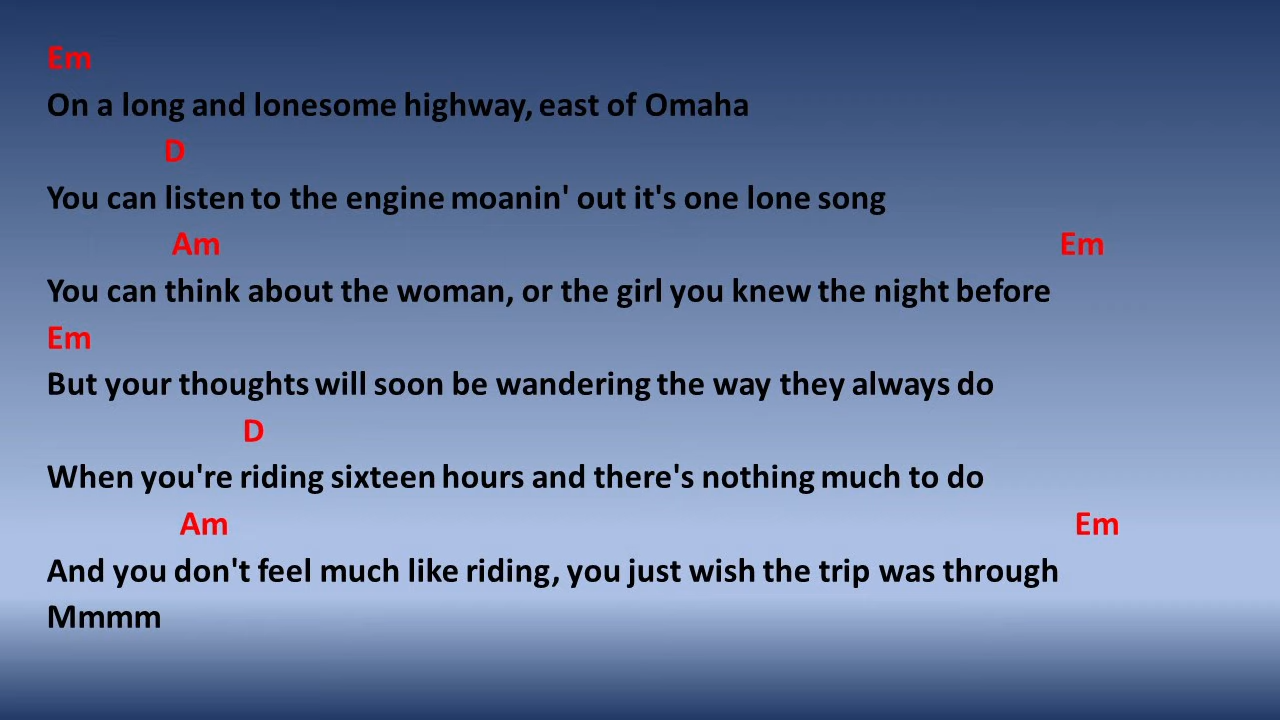 Em
On a long and lonesome highway, east of Omaha
D
You can listen to the engine moanin' out it's one lone song
Am Em
You can think about the woman, or the girl you knew the night before
Em
But your thoughts will soon be wandering the way they always do
D
When you're riding sixteen hours and there's nothing much to do
Am Em
And you don't feel much like riding, you just wish the trip was through
Mmmm